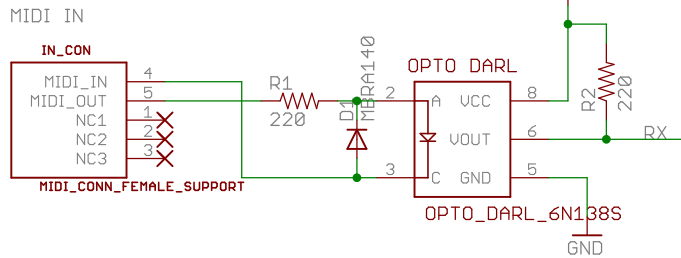 MIDI IN
IN_CON
MIDI_IN 4
MIDI_OUT 5
NC1 1
NC2 2
NC3 3
MIDI_CONN_FEMALE_SUPPORT
R1
220
D1
MBRA140
OPTO DARL
2 A VCC 8
VOUT 6
3 C GND 5
OPTO_DARL_6N138S
R2
220
RX
GND